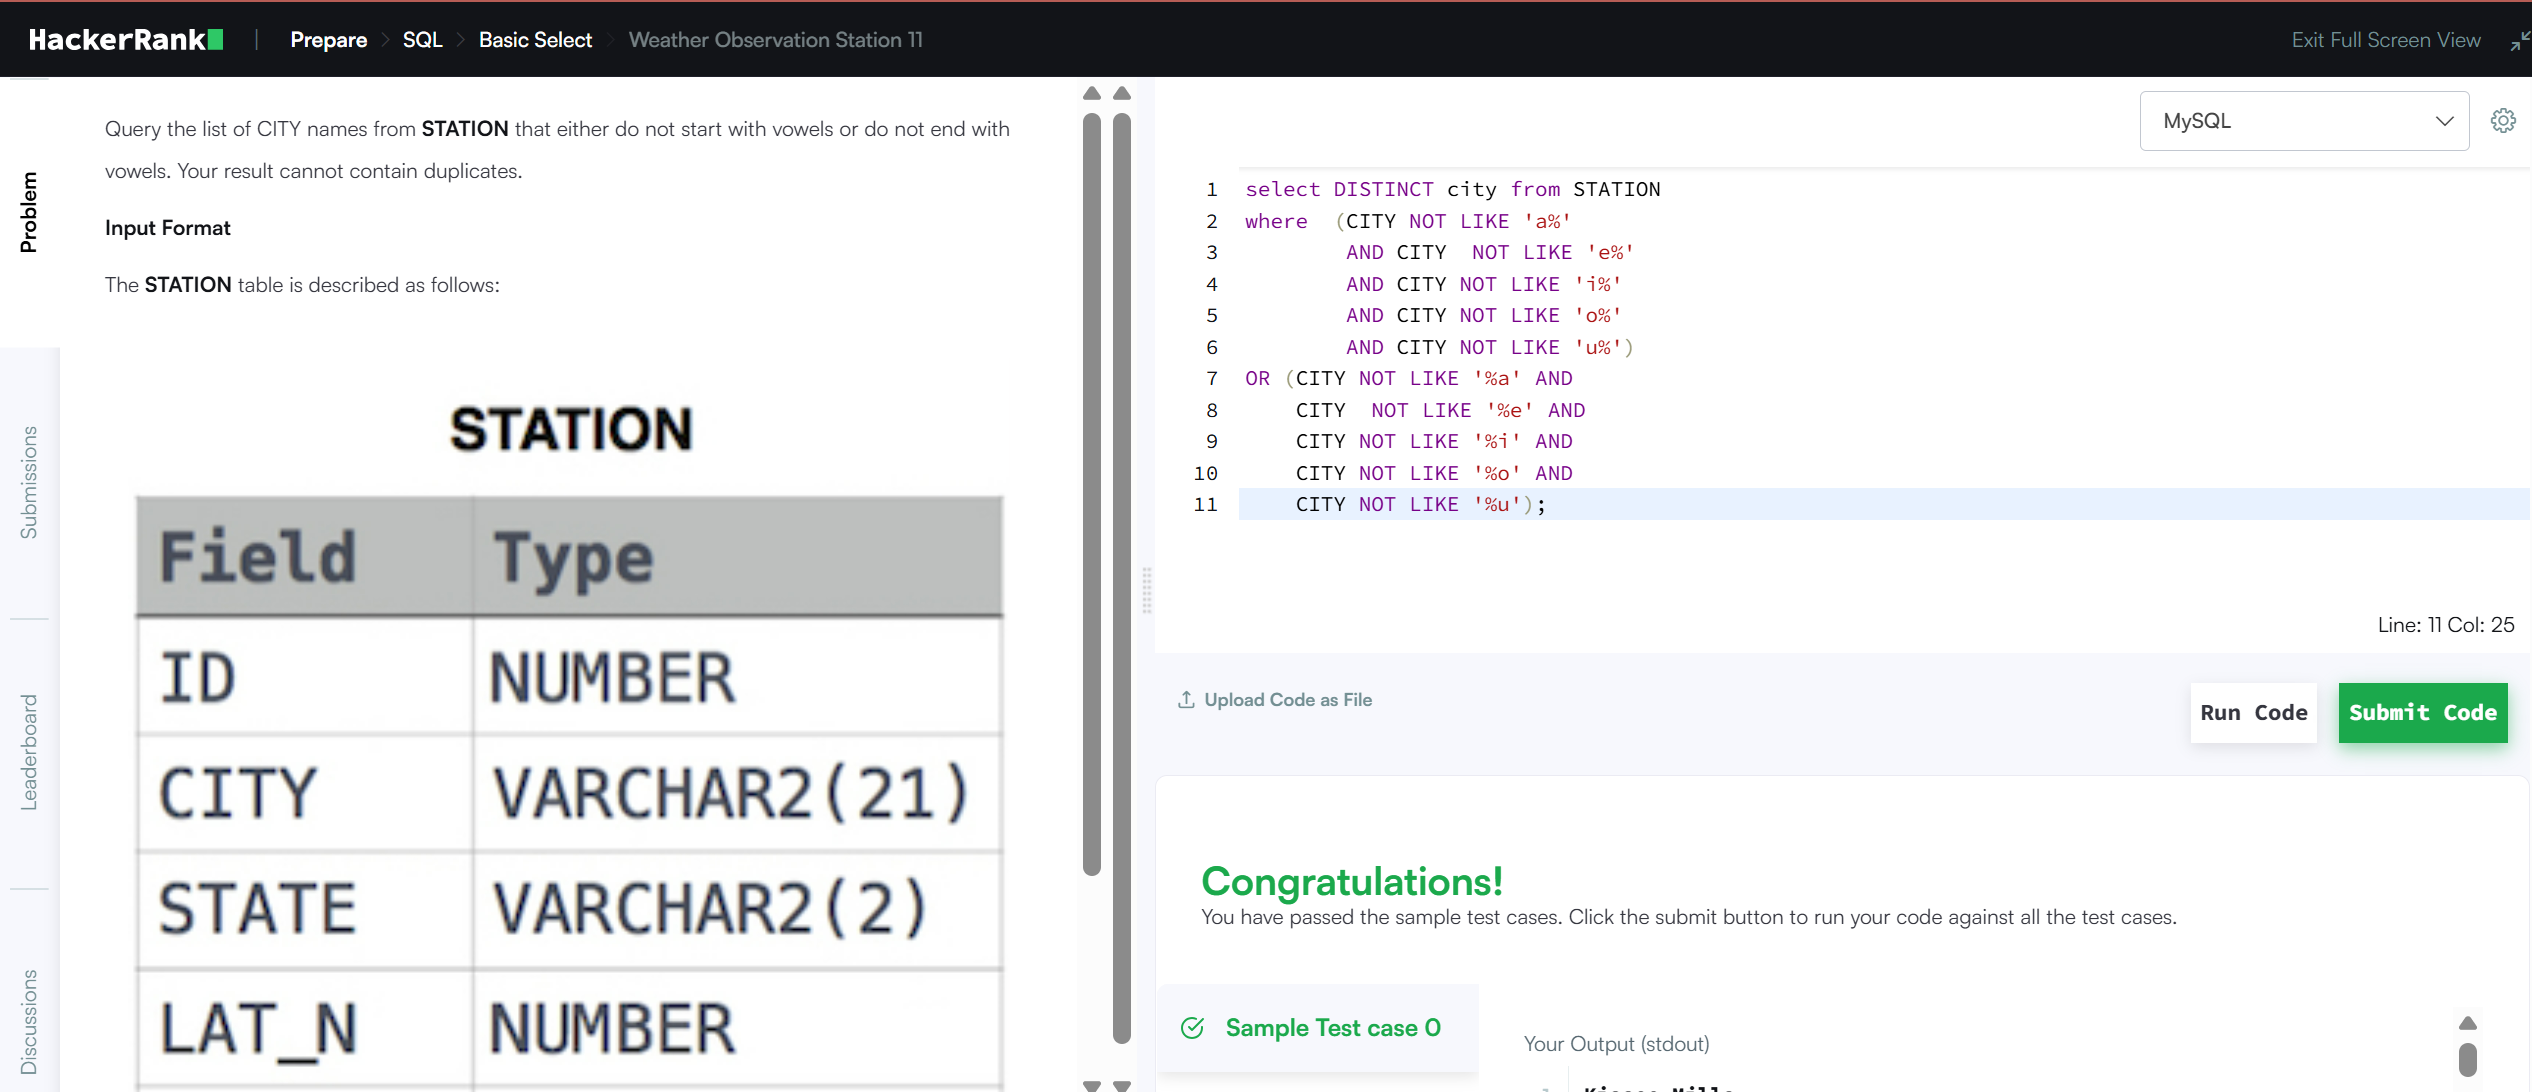 HackerRank | Prepare > SQL > Basic Select > Weather Observation Station 11
Exit Full Screen View
Problem
Submissions
Leaderboard
Discussions
Query the list of CITY names from STATION that either do not start with vowels or do not end with
vowels. Your result cannot contain duplicates.
Input Format
The STATION table is described as follows:
STATION
Field Type
ID NUMBER
CITY VARCHAR2(21)
STATE VARCHAR2(2)
LAT_N NUMBER
MySQL
1 select DISTINCT city from STATION
2 where  (CITY NOT LIKE 'a%'
3         AND CITY  NOT LIKE 'e%'
4         AND CITY NOT LIKE 'i%'
5         AND CITY NOT LIKE 'o%'
6         AND CITY NOT LIKE 'u%')
7 OR (CITY NOT LIKE '%a' AND
8     CITY  NOT LIKE '%e' AND
9     CITY NOT LIKE '%i' AND
10     CITY NOT LIKE '%o' AND
11     CITY NOT LIKE '%u');
Line: 11 Col: 25
Upload Code as File
Run Code
Submit Code
Congratulations!
You have passed the sample test cases. Click the submit button to run your code against all the test cases.
Sample Test case 0
Your Output (stdout)